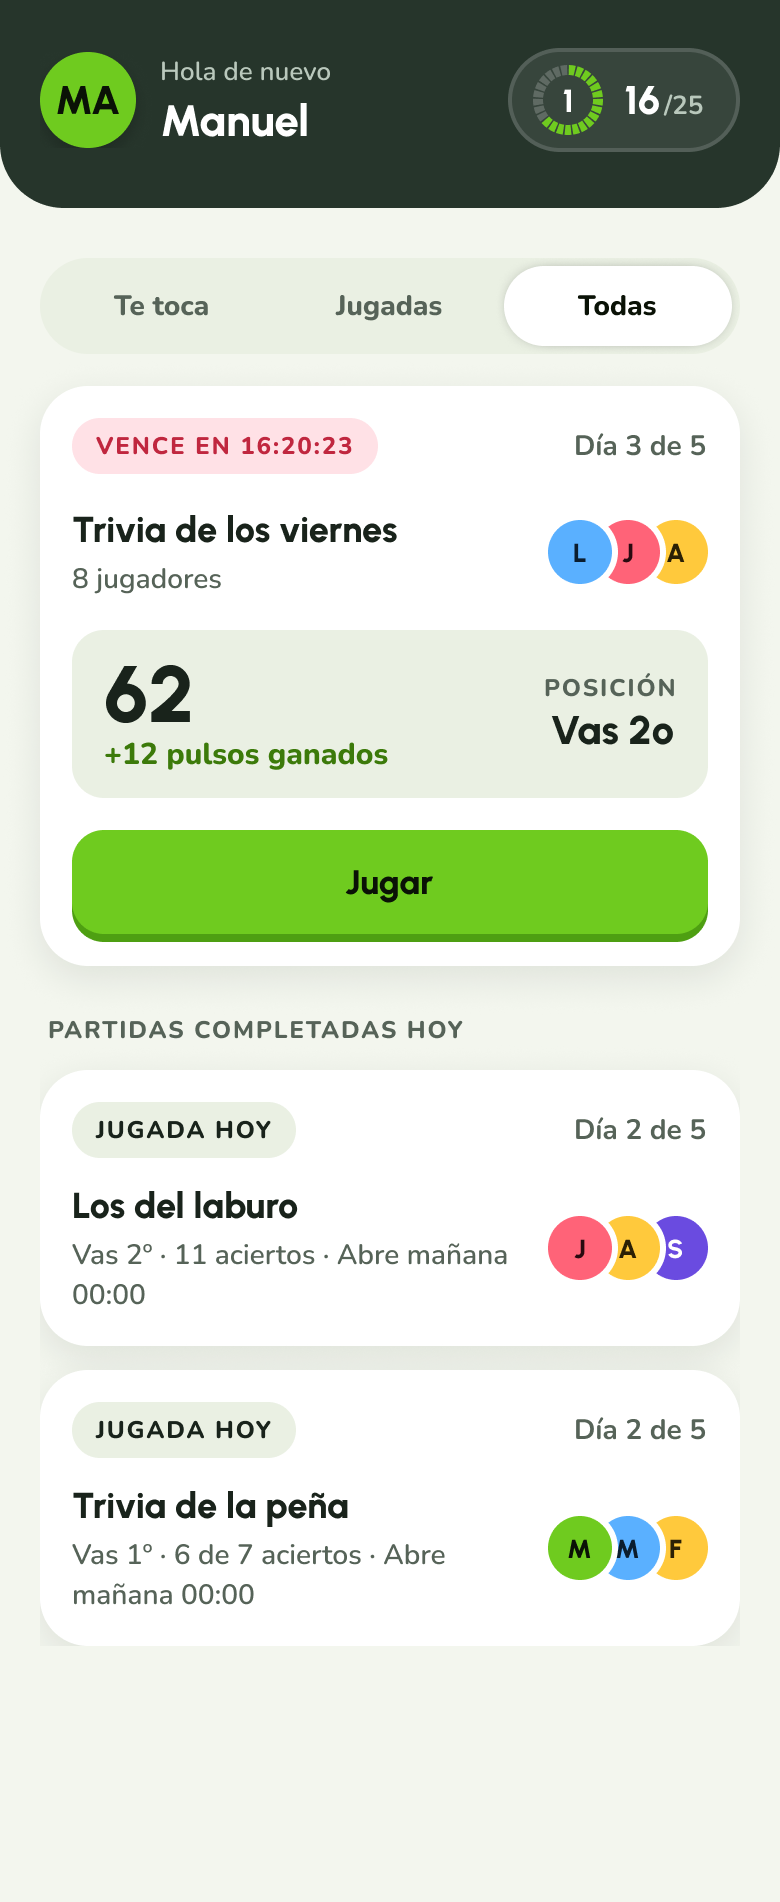 MA
Hola de nuevo
Manuel
1
16/25
Te toca
Jugadas
Todas
VENCE EN 16:20:23
Día 3 de 5
Trivia de los viernes
8 jugadores
L
J
A
62
+12 pulsos ganados
POSICIÓN
Vas 2o
Jugar
PARTIDAS COMPLETADAS HOY
JUGADA HOY
Día 2 de 5
Los del laburo
Vas 2º · 11 aciertos · Abre mañana
00:00
J
A
S
JUGADA HOY
Día 2 de 5
Trivia de la peña
Vas 1º · 6 de 7 aciertos · Abre
mañana 00:00
M
M
F